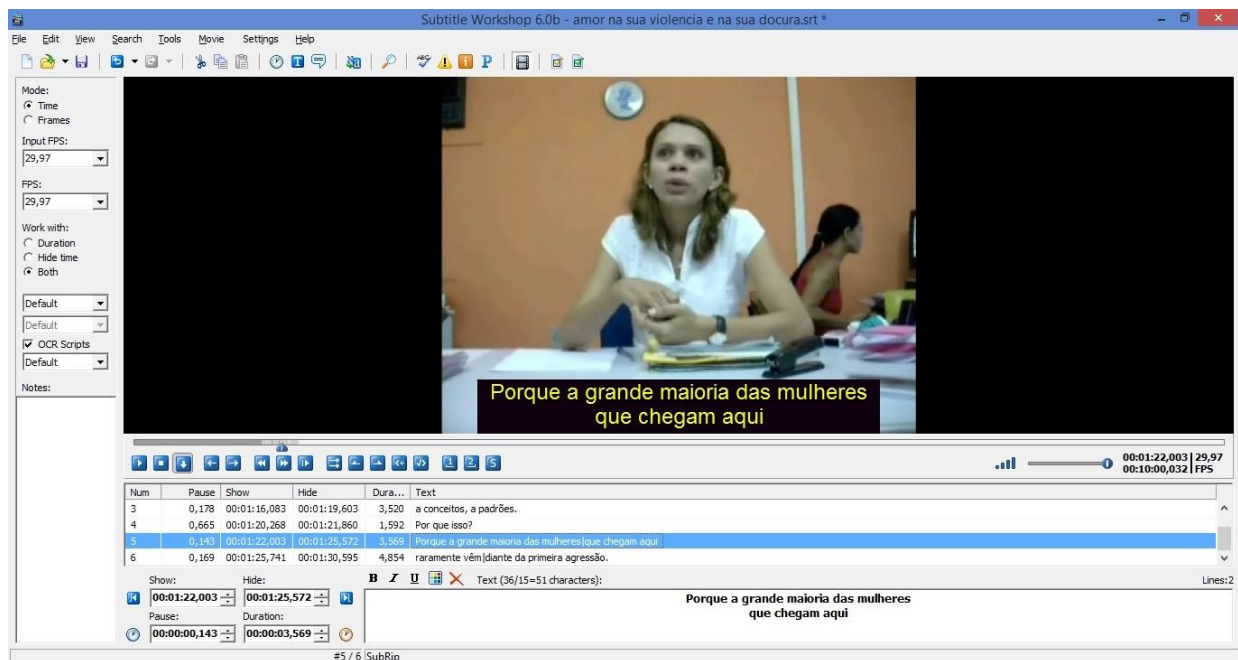 Subtitle Workshop 6.0b - amor na sua violencia e na sua docura.srt *
File Edit View Search Tools Movie Settings Help
ABC
P
Mode:
Time
Frames
Input FPS:
29,97
FPS:
29,97
Work with:
Duration
Hide time
Both
Default
Default
OCR Scripts
Default
Notes:
Porque a grande maioria das mulheres
que chegam aqui
1 2 S
00:01:22,003 29,97
00:10:00,032 FPS
Num Pause Show Hide Dura... Text
3 0,178 00:01:16,083 00:01:19,603 3,520 a conceitos, a padrões.
4 0,665 00:01:20,268 00:01:21,860 1,592 Por que isso?
5 0,143 00:01:22,003 00:01:25,572 3,569 Porque a grande maioria das mulheres|que chegam aqui
6 0,169 00:01:25,741 00:01:30,595 4,854 raramente vêm|diante da primeira agressão.
Show: Hide: B I U Text (36/15=51 characters): Lines:2
00:01:22,003 00:01:25,572
Pause: Duration:
00:00:00,143 00:00:03,569
Porque a grande maioria das mulheres
que chegam aqui
#5 / 6 SubRip